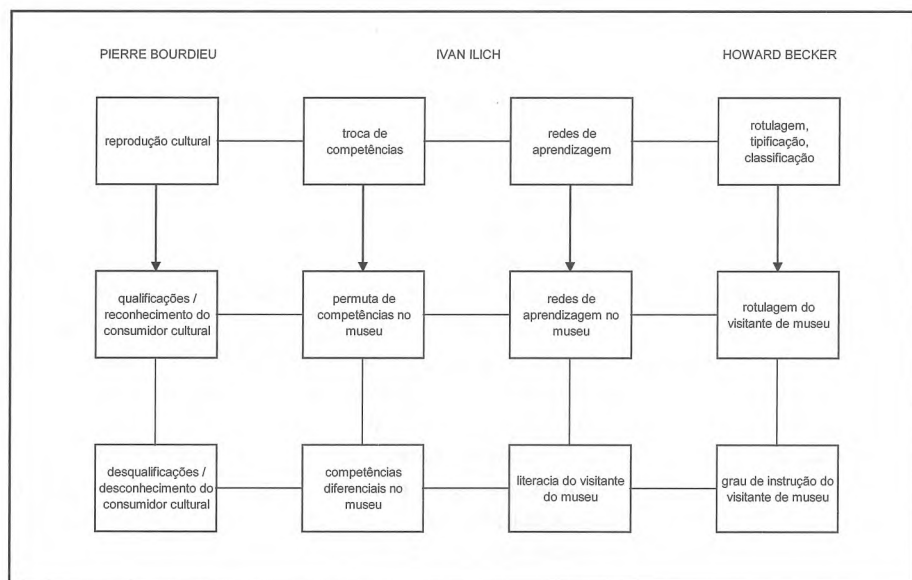 PIERRE BOURDIEU
IVAN ILICH
HOWARD BECKER
reprodução cultural
troca de
competências
redes de
aprendizagem
rotulagem,
tipificação,
classificação
qualificações /
reconhecimento do
consumidor cultural
permuta de
competências no
museu
redes de
aprendizagem no
museu
rotulagem do
visitante de museu
desqualificações /
desconhecimento do
consumidor cultural
competências
diferenciais no
museu
literacia do visitante
do museu
grau de instrução do
visitante de museu